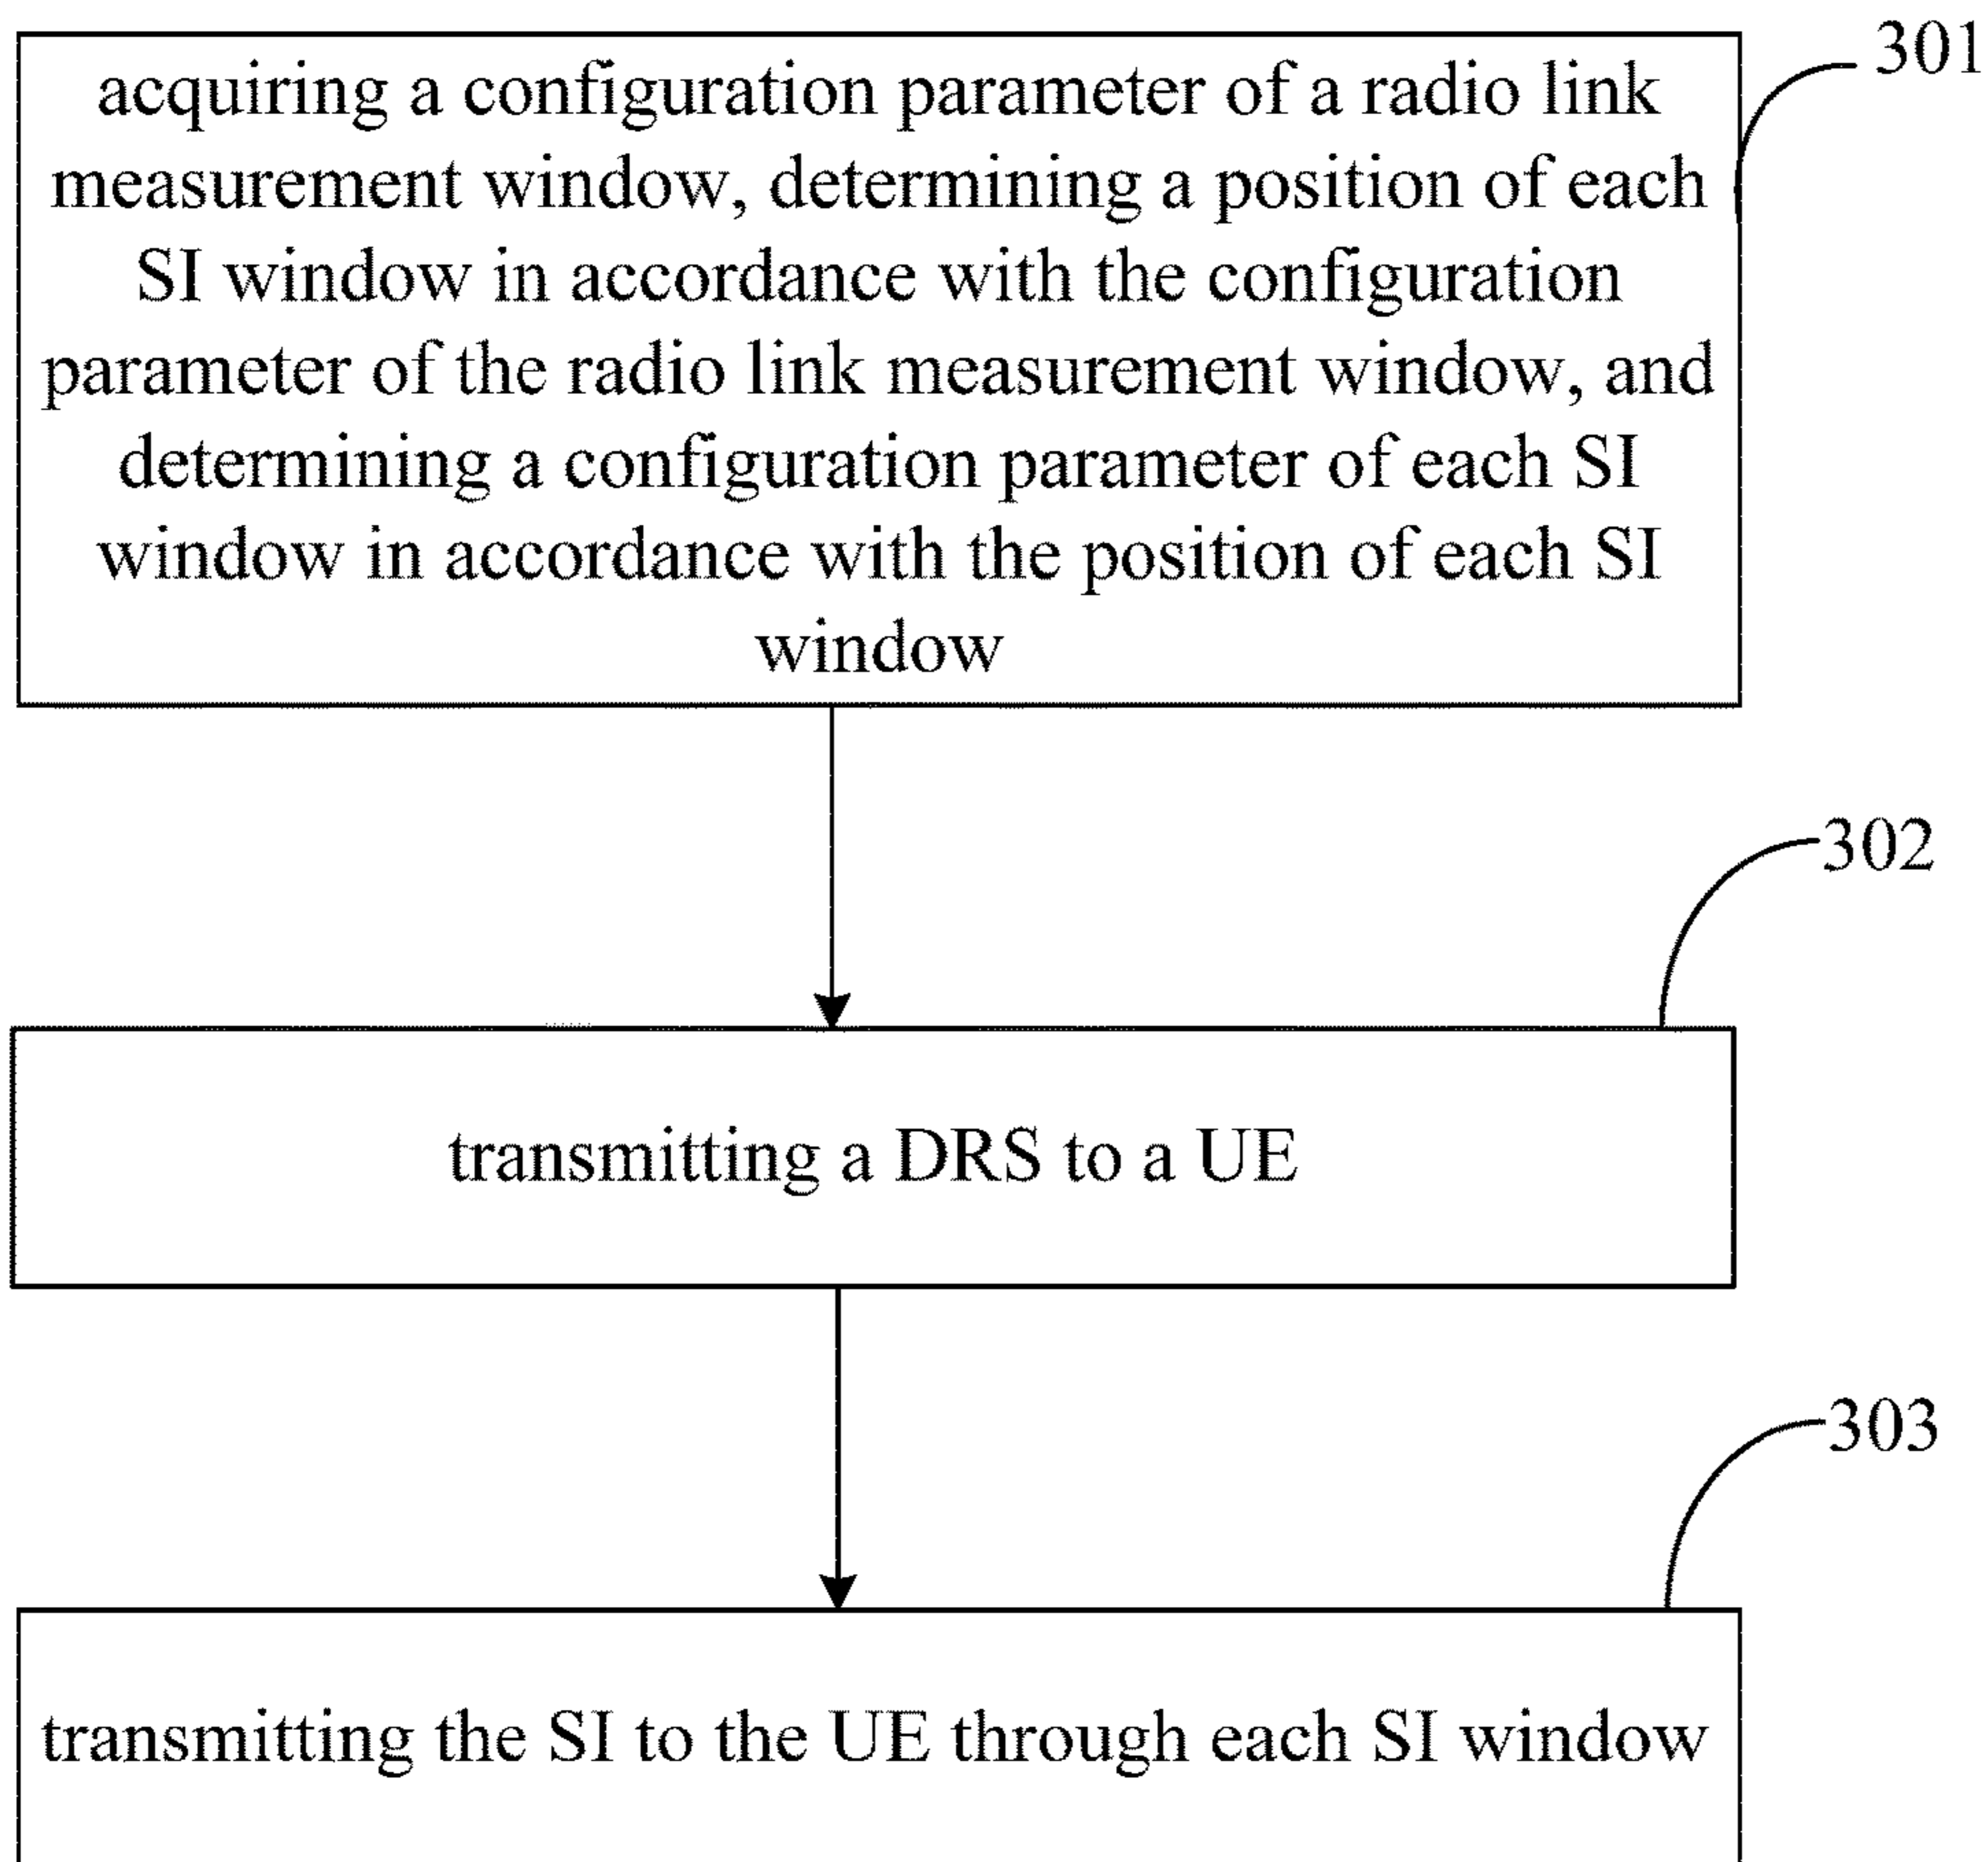 301
acquiring a configuration parameter of a radio link
measurement window, determining a position of each
SI window in accordance with the configuration
parameter of the radio link measurement window, and
determining a configuration parameter of each SI
window in accordance with the position of each SI
window
302
transmitting a DRS to a UE
303
transmitting the SI to the UE through each SI window